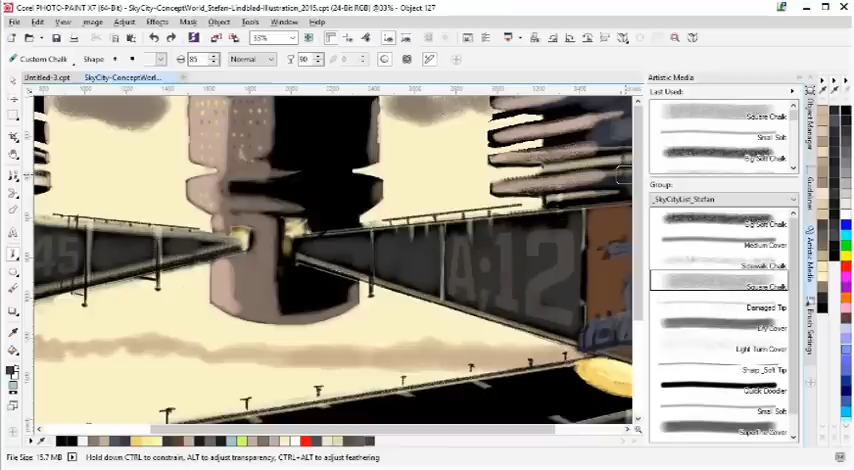 Corel PHOTO-PAINT X7 (64-Bit) - SkyCity-ConceptWorld_Stefan-Lindblad-Illustration_2015.cpt (24-Bit RGB) @33% - Object 127
File Edit View Image Adjust Effects Mask Object Tools Window Help
33%
Custom Chalk Shape 85 Normal 90 0
Untitled-3.cpt SkyCity-ConceptWorl...
Artistic Media
Last Used:
Square Chalk
Small Soft
Big Soft Chalk
Group:
_SkyCityList_Stefan
Big Soft Chalk
Medium Cover
Sidewalk Chalk
Square Chalk
Damaged Tip
Dry Cover
Light Turn Cover
Sharp_Soft Tip
Quick Doodler
Small Soft
Object Manager
Guidelines
Artistic Media
Brush Settings
45
A:12
File Size: 15.7 MB Hold down CTRL to constrain, ALT to adjust transparency, CTRL+ALT to adjust feathering